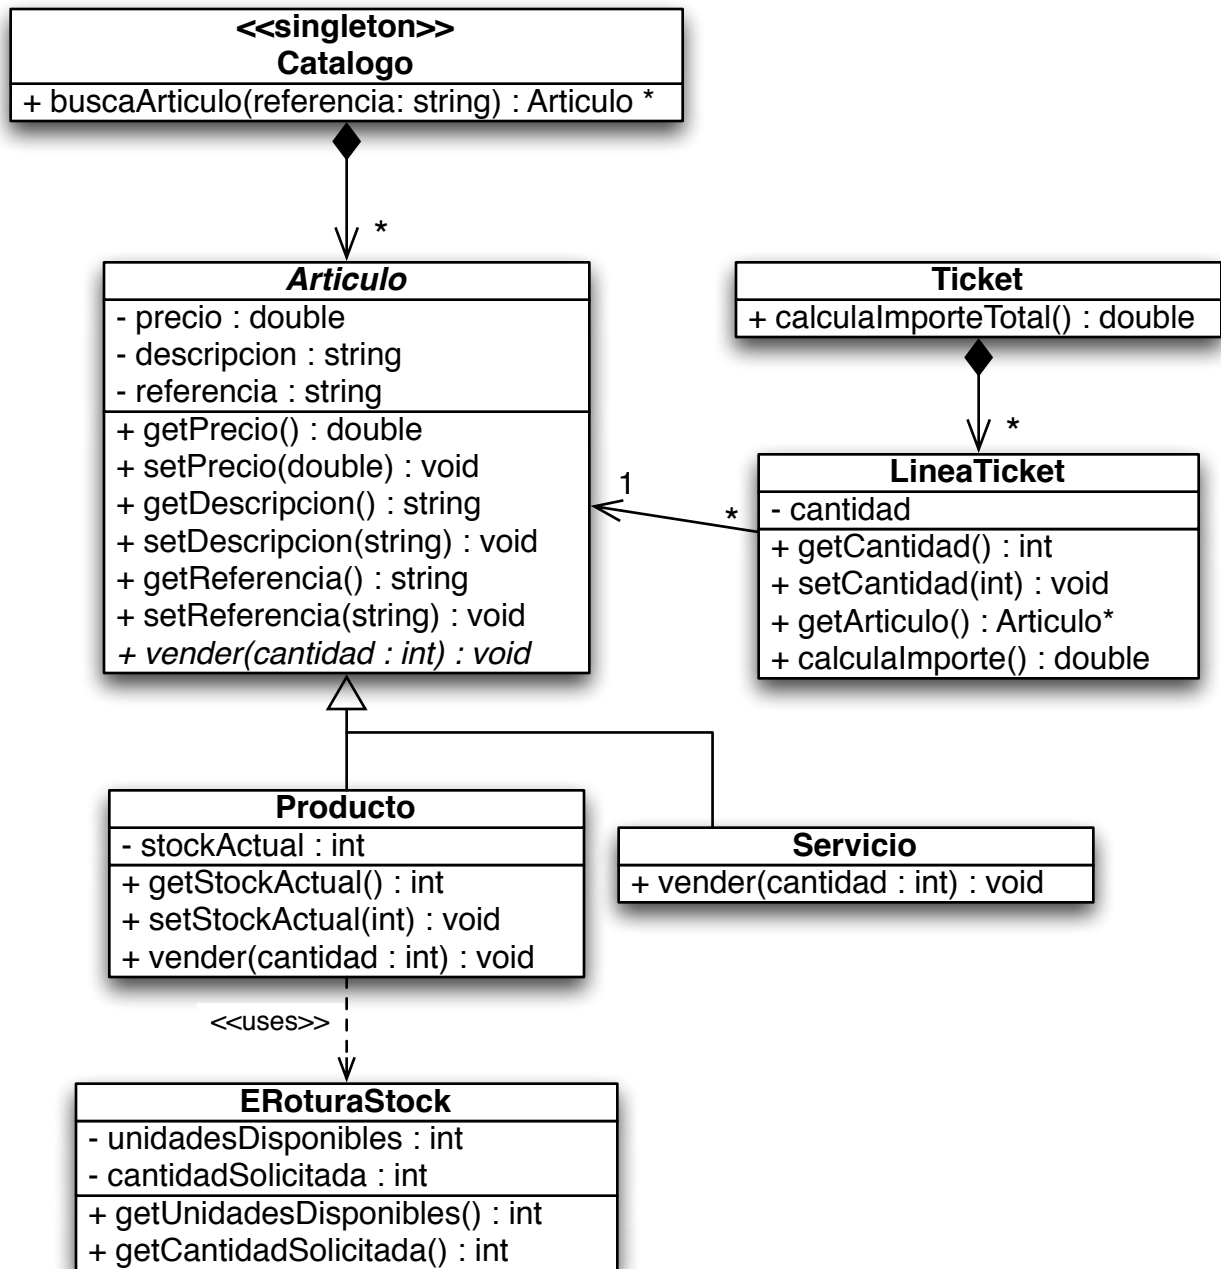 <<singleton>>
Catalogo
+ buscaArticulo(referencia: string) : Articulo *
*
Articulo
- precio : double
- descripcion : string
- referencia : string
+ getPrecio() : double
+ setPrecio(double) : void
+ getDescripcion() : string
+ setDescripcion(string) : void
+ getReferencia() : string
+ setReferencia(string) : void
+ vender(cantidad : int) : void
Ticket
+ calculaImporteTotal() : double
*
LineaTicket
- cantidad
+ getCantidad() : int
+ setCantidad(int) : void
+ getArticulo() : Articulo*
+ calculaImporte() : double
1
*
Producto
- stockActual : int
+ getStockActual() : int
+ setStockActual(int) : void
+ vender(cantidad : int) : void
Servicio
+ vender(cantidad : int) : void
<<uses>>
ERoturaStock
- unidadesDisponibles : int
- cantidadSolicitada : int
+ getUnidadesDisponibles() : int
+ getCantidadSolicitada() : int